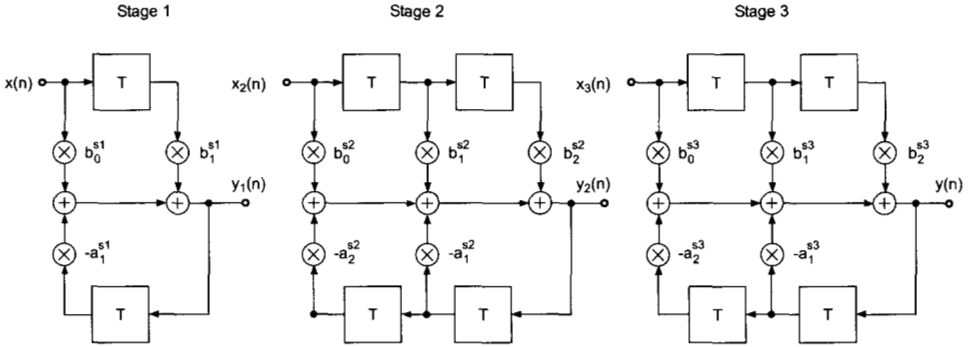 Stage 1
Stage 2
Stage 3
T
T
T
T
T
x(n)
x₂(n)
x₃(n)
b₀ˢ¹
b₁ˢ¹
b₀ˢ²
b₁ˢ²
b₂ˢ²
b₀ˢ³
b₁ˢ³
b₂ˢ³
y₁(n)
y₂(n)
y(n)
-a₁ˢ¹
-a₂ˢ²
-a₁ˢ²
-a₂ˢ³
-a₁ˢ³
T
T
T
T
T